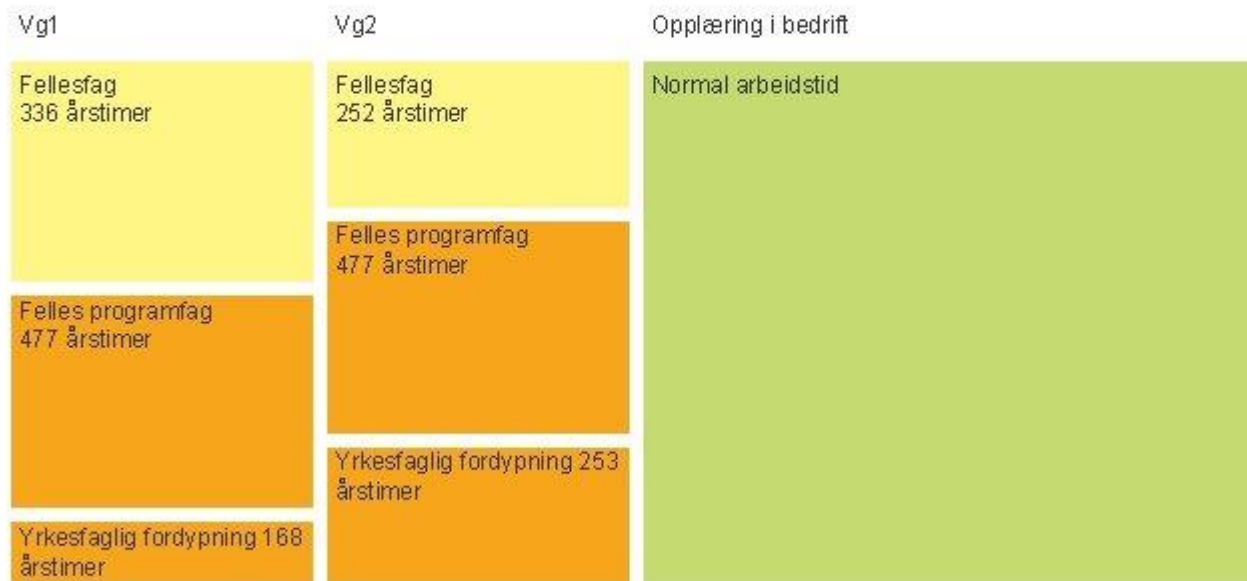 Vg1
Fellesfag
336 årstimer
Felles programfag
477 årstimer
Yrkesfaglig fordypning 168
årstimer
Vg2
Fellesfag
252 årstimer
Felles programfag
477 årstimer
Yrkesfaglig fordypning 253
årstimer
Opplæring i bedrift
Normal arbeidstid